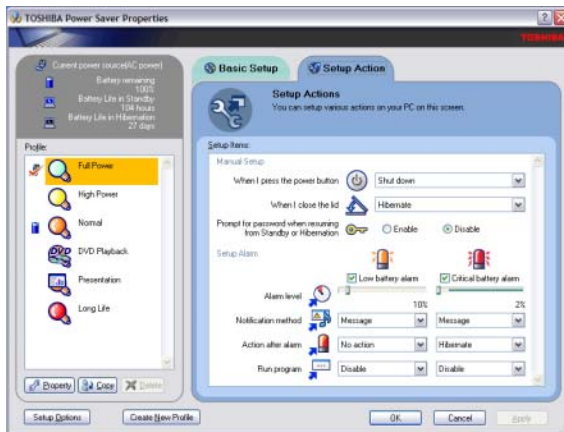 TOSHIBA Power Saver Properties
TOSHIBA
Current power source(AC power)
Battery remaining
100%
Battery Life in Standby
104 hours
Battery Life in Hibernation
27 days
Profile:
Full Power
High Power
Normal
DVD Playback
Presentation
Long Life
Property
Copy
Delete
Setup Options
Create New Profile
Basic Setup
Setup Action
Setup Actions
You can setup various actions on your PC on this screen.
Setup Items:
Manual Setup
When I press the power button
Shut down
When I close the lid
Hibernate
Prompt for password when resuming
from Standby or Hibernation
Enable
Disable
Setup Alarm
Low battery alarm
Critical battery alarm
Alarm level
10%
2%
Notification method
Message
Message
Action after alarm
No action
Hibernate
Run program
Disable
Disable
OK
Cancel
Apply